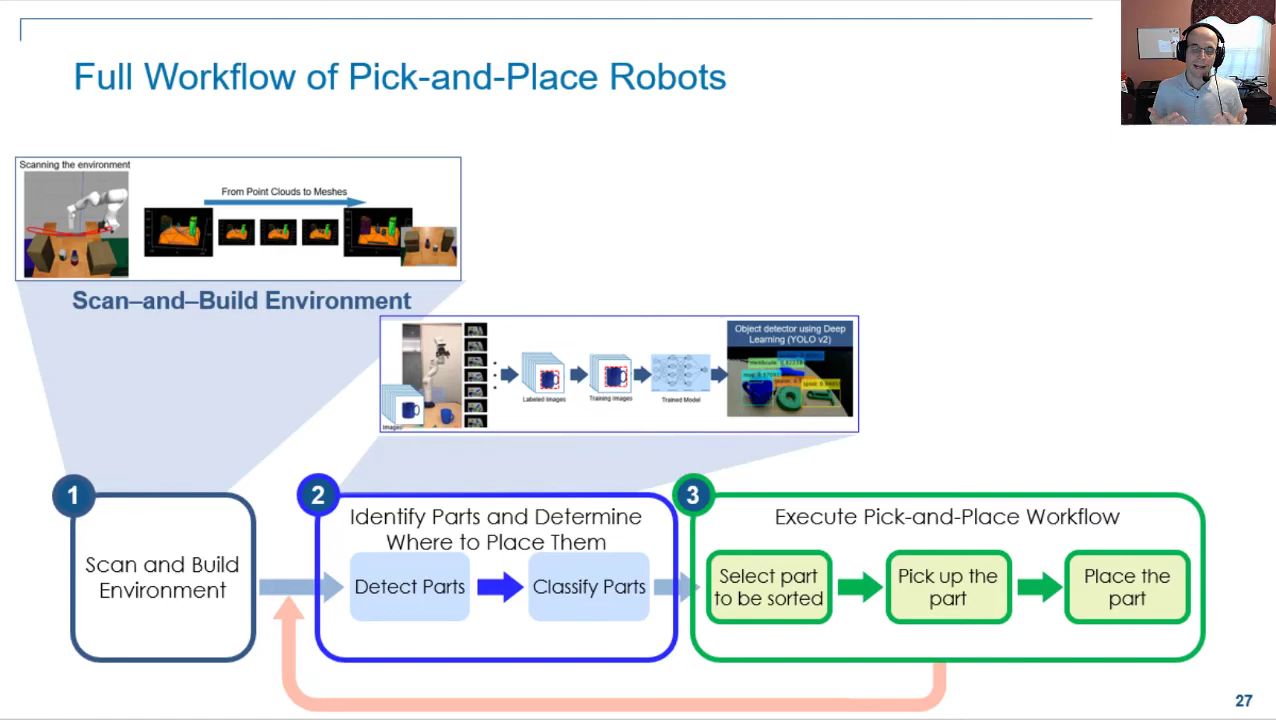 Full Workflow of Pick-and-Place Robots
Scanning the environment
From Point Clouds to Meshes
Scan–and–Build Environment
Images
Labeled Images
Training Images
Trained Model
Object detector using Deep
Learning (YOLO v2)
1
Scan and Build
Environment
2
Identify Parts and Determine
Where to Place Them
Detect Parts
Classify Parts
3
Execute Pick-and-Place Workflow
Select part
to be sorted
Pick up the
part
Place the
part
27